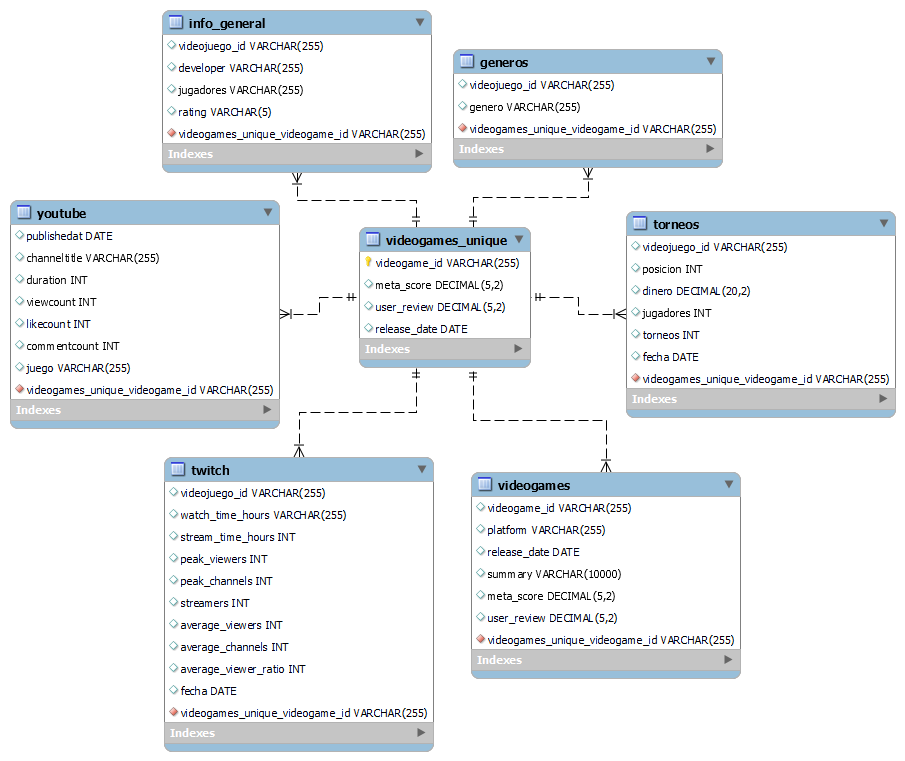 info_general
videojuego_id VARCHAR(255)
developer VARCHAR(255)
jugadores VARCHAR(255)
rating VARCHAR(5)
videogames_unique_videogame_id VARCHAR(255)
Indexes
generos
videojuego_id VARCHAR(255)
genero VARCHAR(255)
videogames_unique_videogame_id VARCHAR(255)
Indexes
youtube
publishedat DATE
channeltitle VARCHAR(255)
duration INT
viewcount INT
likecount INT
commentcount INT
juego VARCHAR(255)
videogames_unique_videogame_id VARCHAR(255)
Indexes
videogames_unique
videogame_id VARCHAR(255)
meta_score DECIMAL(5,2)
user_review DECIMAL(5,2)
release_date DATE
Indexes
torneos
videojuego_id VARCHAR(255)
posicion INT
dinero DECIMAL(20,2)
jugadores INT
torneos INT
fecha DATE
videogames_unique_videogame_id VARCHAR(255)
Indexes
twitch
videojuego_id VARCHAR(255)
watch_time_hours VARCHAR(255)
stream_time_hours INT
peak_viewers INT
peak_channels INT
streamers INT
average_viewers INT
average_channels INT
average_viewer_ratio INT
fecha DATE
videogames_unique_videogame_id VARCHAR(255)
Indexes
videogames
videogame_id VARCHAR(255)
platform VARCHAR(255)
release_date DATE
summary VARCHAR(10000)
meta_score DECIMAL(5,2)
user_review DECIMAL(5,2)
videogames_unique_videogame_id VARCHAR(255)
Indexes